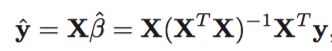 ŷ = Xβ̂ = X(XᵀX)⁻¹Xᵀy,